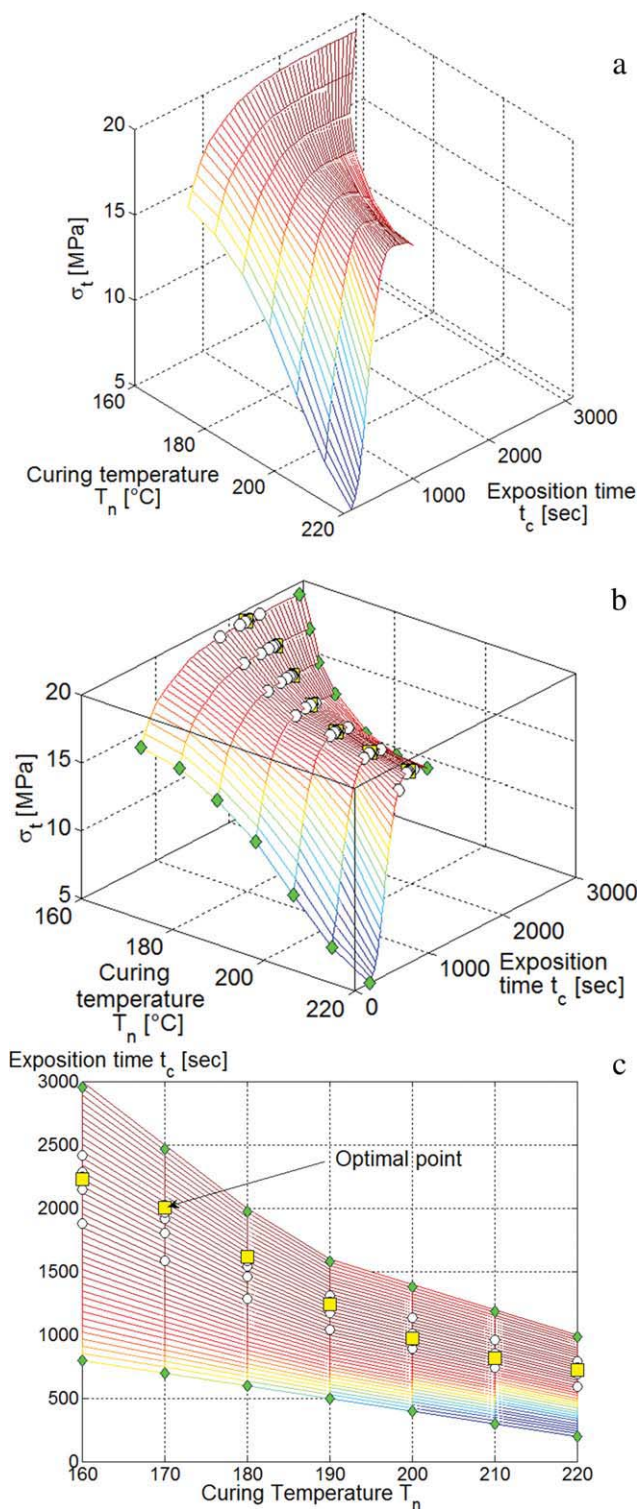 a
20
15
10
5
σt [MPa]
160
180
200
220
Curing temperature
Tn [°C]
1000
2000
3000
Exposition time
tc [sec]
b
20
15
10
5
σt [MPa]
160
180
200
220
Curing
temperature
Tn [°C]
0
1000
2000
3000
Exposition
time tc [sec]
c
Exposition time tc [sec]
3000
2500
2000
1500
1000
500
0
Optimal point
160 170 180 190 200 210 220
Curing Temperature Tn